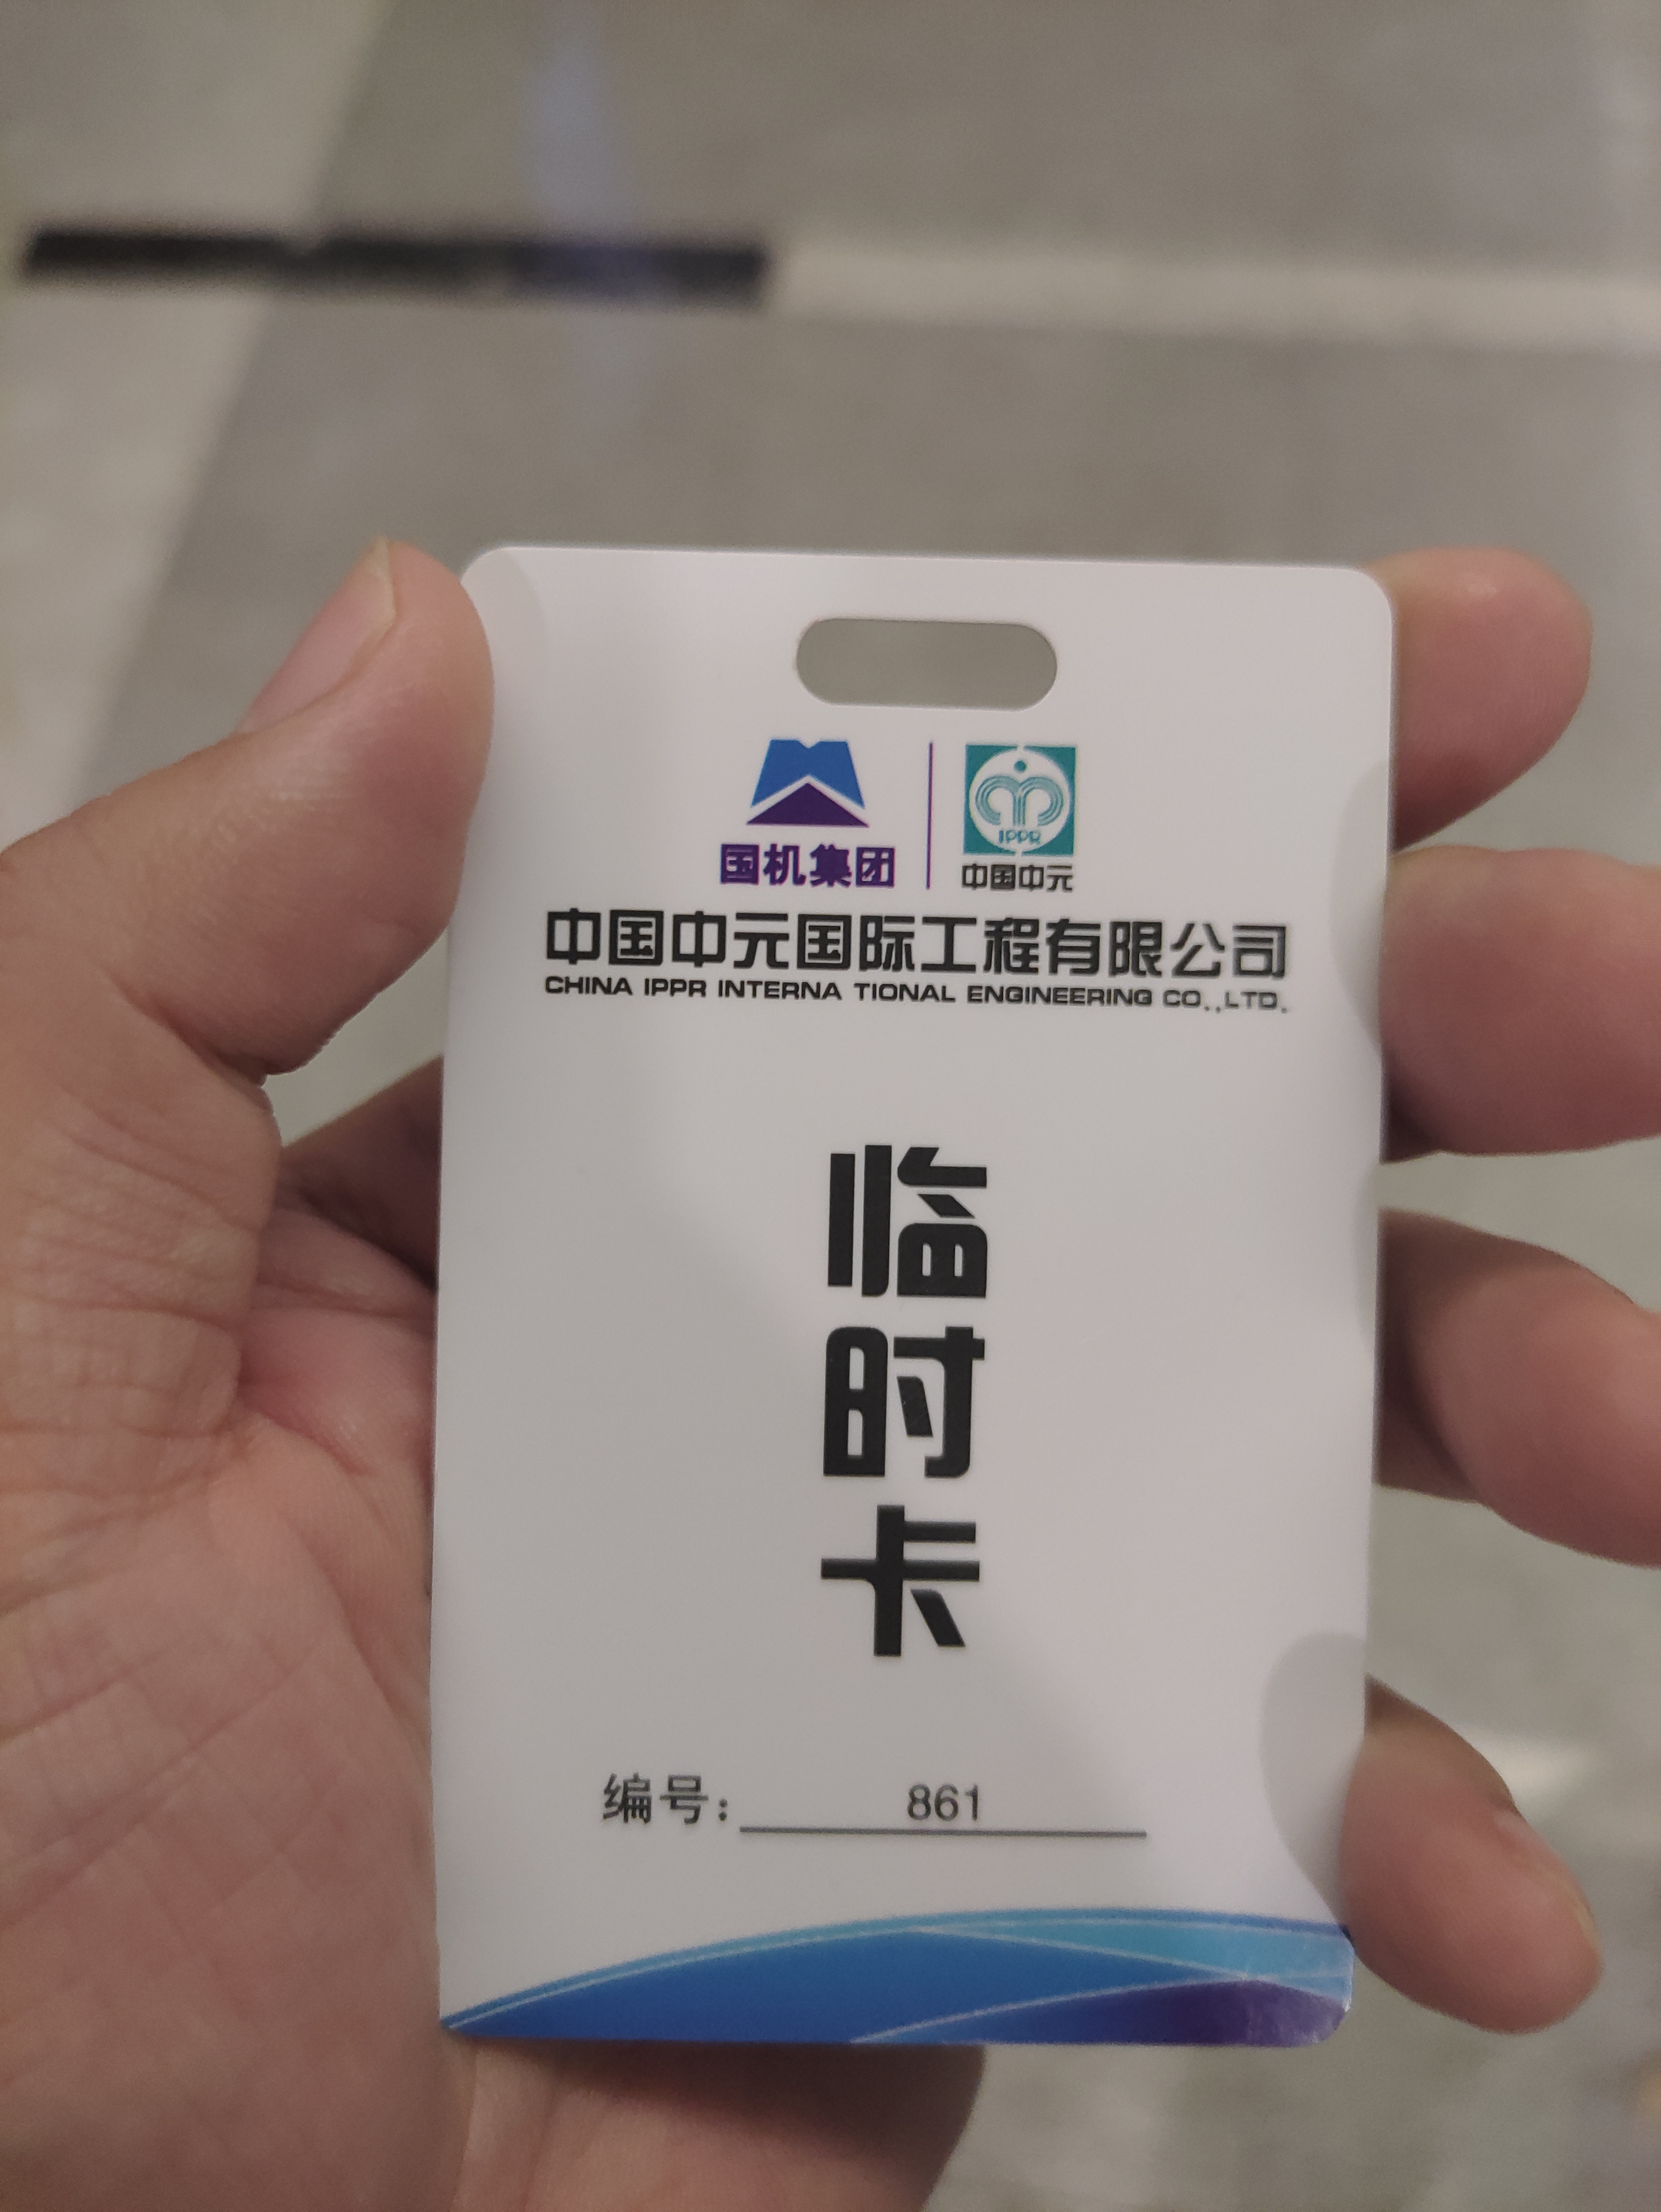 国机集团
IPPR
中国中元
中国中元国际工程有限公司
CHINA IPPR INTERNA TIONAL ENGINEERING CO.,LTD.
临时卡
编号: 861